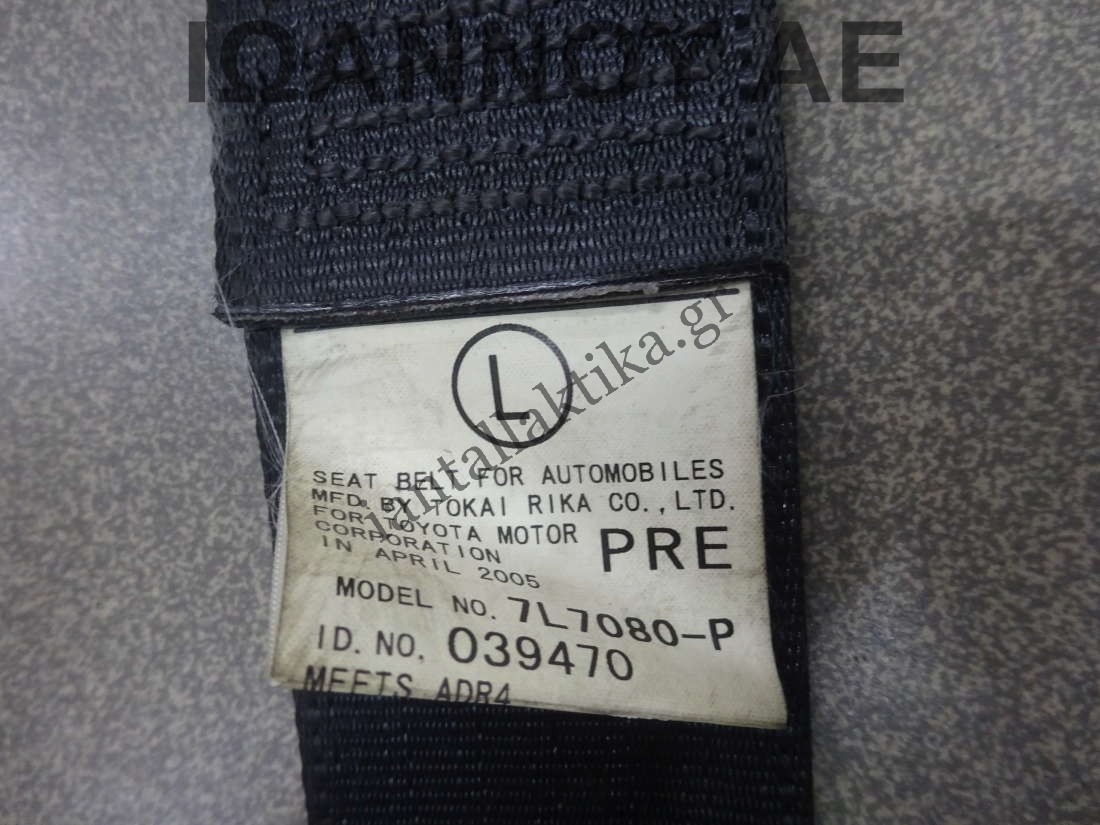 ΙΩΑΝΝΟΥ ΑΕ
L
SEAT BELT FOR AUTOMOBILES
MFD. BY TOKAI RIKA CO., LTD.
FOR TOYOTA MOTOR
CORPORATION
IN APRIL 2005
PRE
MODEL NO. 7L7080-P
ID. NO. 039470
MEETS ADR4
iantallaktika.gr